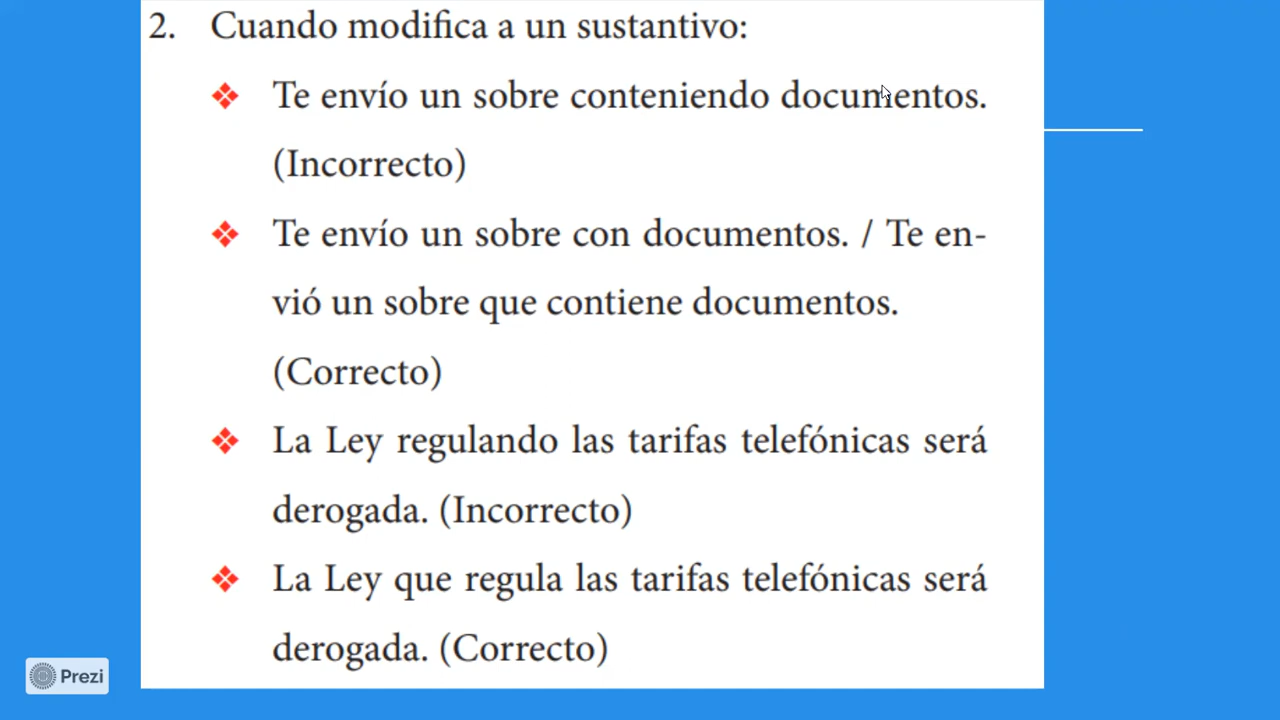 2. Cuando modifica a un sustantivo:
❖ Te envío un sobre conteniendo documentos.
(Incorrecto)
❖ Te envío un sobre con documentos. / Te en-
vió un sobre que contiene documentos.
(Correcto)
❖ La Ley regulando las tarifas telefónicas será
derogada. (Incorrecto)
❖ La Ley que regula las tarifas telefónicas será
derogada. (Correcto)
Prezi